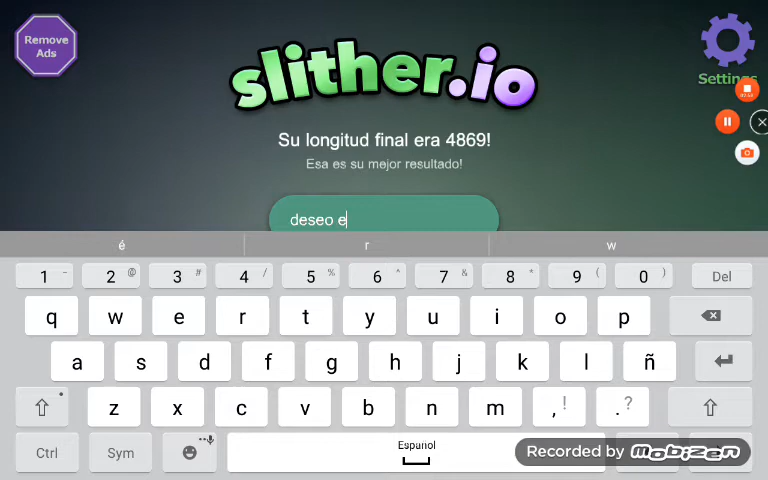 Remove
Ads
slither.io
Settings
Su longitud final era 4869!
Esa es su mejor resultado!
deseo e
é r w
1 - 2 @ 3 # 4 / 5 % 6 ^ 7 & 8 * 9 ( 0 ) Del
q w e r t y u i o p
a s d f g h j k l ñ
z x c v b n m , ! . ?
Ctrl Sym Español
Recorded by mobizen